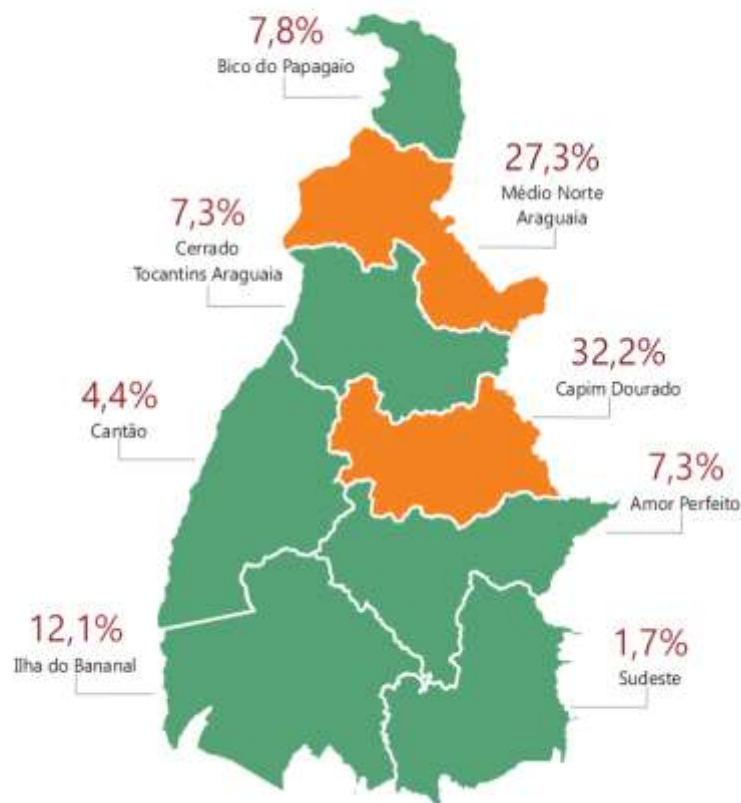 7,8%
Bico do Papagaio
27,3%
Médio Norte
Araguaia
7,3%
Cerrado
Tocantins Araguaia
32,2%
Capim Dourado
4,4%
Cantão
7,3%
Amor Perfeito
12,1%
Ilha do Bananal
1,7%
Sudeste